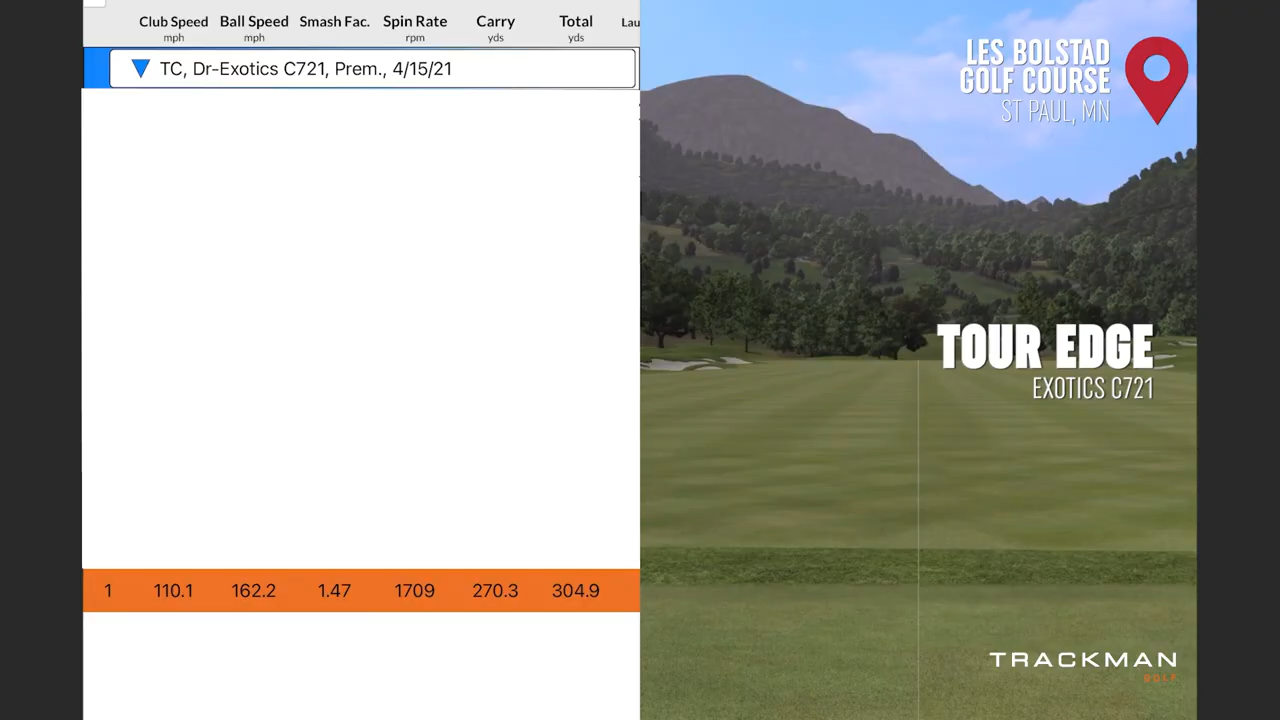 Club Speed Ball Speed Smash Fac. Spin Rate Carry Total Lau
mph mph rpm yds yds
TC, Dr-Exotics C721, Prem., 4/15/21
1 110.1 162.2 1.47 1709 270.3 304.9
LES BOLSTAD
GOLF COURSE
ST PAUL, MN
TOUR EDGE
EXOTICS C721
TRACKMAN
GOLF